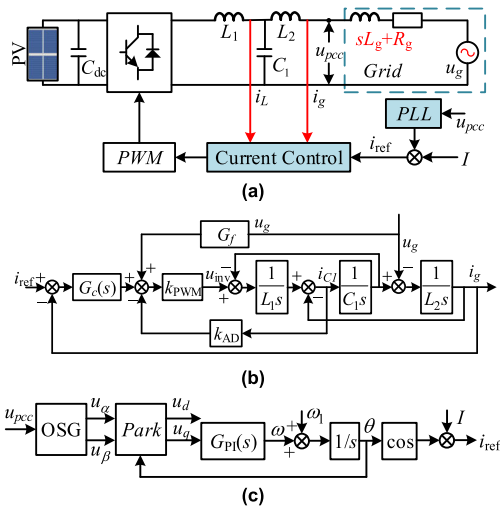 PV
C_dc
L_1
L_2
C_1
u_pcc
sL_g+R_g
Grid
u_g
i_L
i_g
PLL
u_pcc
PWM
Current Control
i_ref
I
(a)
G_f
u_g
u_g
i_ref
+
−
G_c(s)
+
+
−
k_PWM
u_inv
−
+
1
L_1s
+
−
i_C1
1
C_1s
+
−
1
L_2s
i_g
k_AD
(b)
u_pcc
OSG
u_α
u_β
Park
u_d
u_q
G_PI(s)
ω
+
+
ω_1
1/s
θ
cos
I
i_ref
(c)